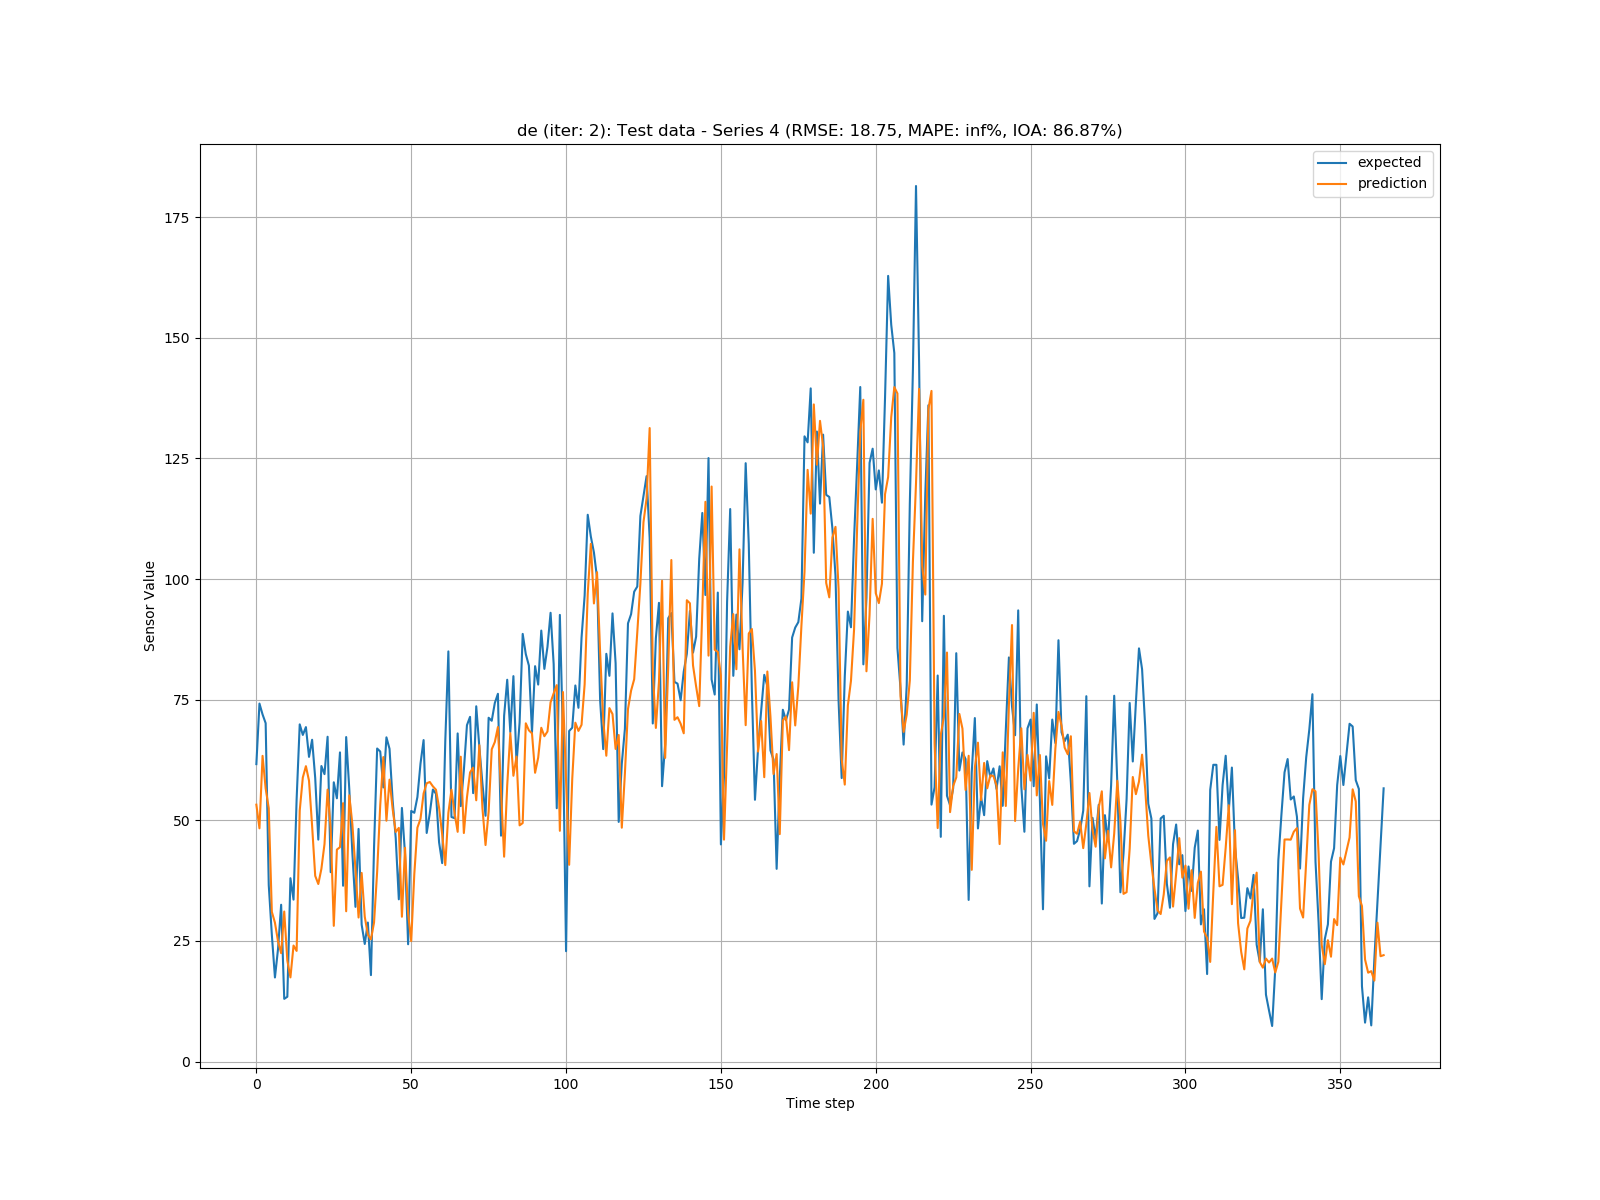 de (iter: 2): Test data - Series 4 (RMSE: 18.75, MAPE: inf%, IOA: 86.87%)
expected
prediction
175
150
125
100
75
50
25
0
Sensor Value
0 50 100 150 200 250 300 350
Time step